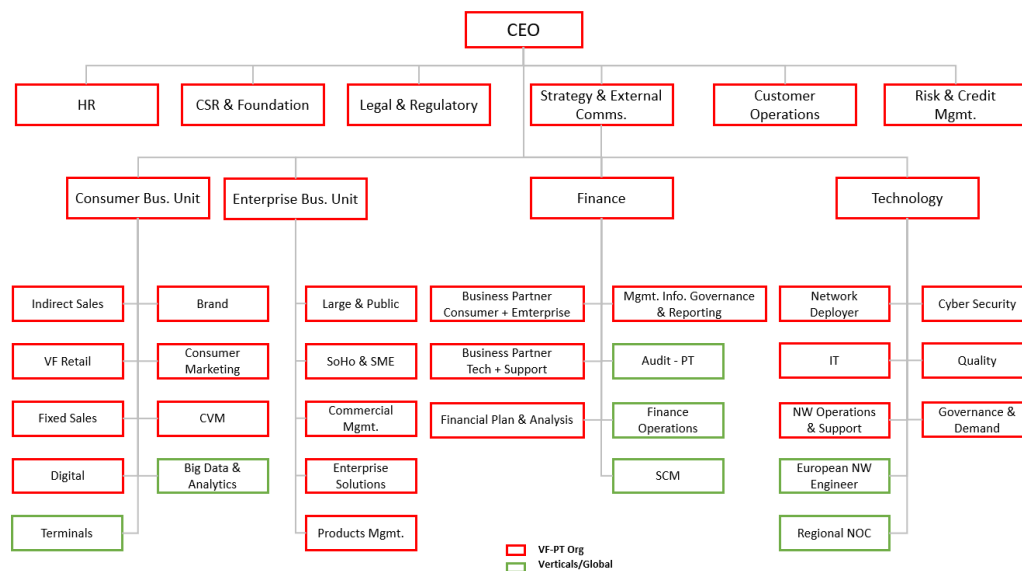 CEO
HR
CSR & Foundation
Legal & Regulatory
Strategy & External
Comms.
Customer
Operations
Risk & Credit
Mgmt.
Consumer Bus. Unit
Enterprise Bus. Unit
Finance
Technology
Indirect Sales
Brand
VF Retail
Consumer
Marketing
Fixed Sales
CVM
Digital
Big Data &
Analytics
Terminals
Large & Public
SoHo & SME
Commercial
Mgmt.
Enterprise
Solutions
Products Mgmt.
Business Partner
Consumer + Emterprise
Mgmt. Info. Governance
& Reporting
Business Partner
Tech + Support
Audit - PT
Financial Plan & Analysis
Finance
Operations
SCM
Network
Deployer
Cyber Security
IT
Quality
NW Operations
& Support
Governance &
Demand
European NW
Engineer
Regional NOC
VF-PT Org
Verticals/Global